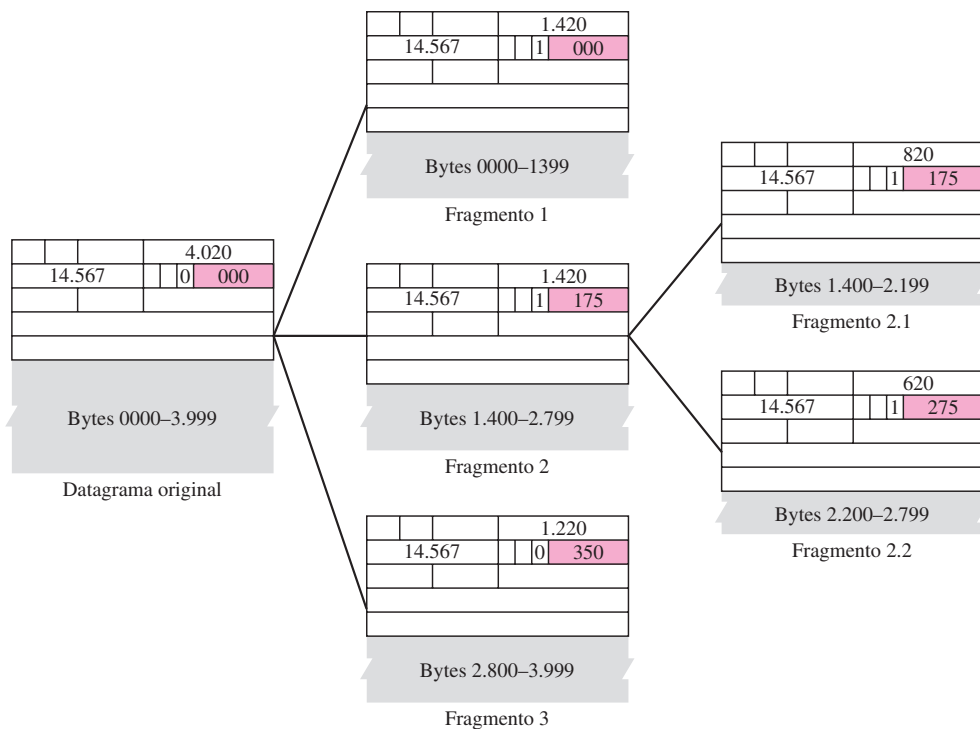 4.020
14.567 0 000
Bytes 0000–3.999
Datagrama original
1.420
14.567 1 000
Bytes 0000–1399
Fragmento 1
1.420
14.567 1 175
Bytes 1.400–2.799
Fragmento 2
1.220
14.567 0 350
Bytes 2.800–3.999
Fragmento 3
820
14.567 1 175
Bytes 1.400–2.199
Fragmento 2.1
620
14.567 1 275
Bytes 2.200–2.799
Fragmento 2.2